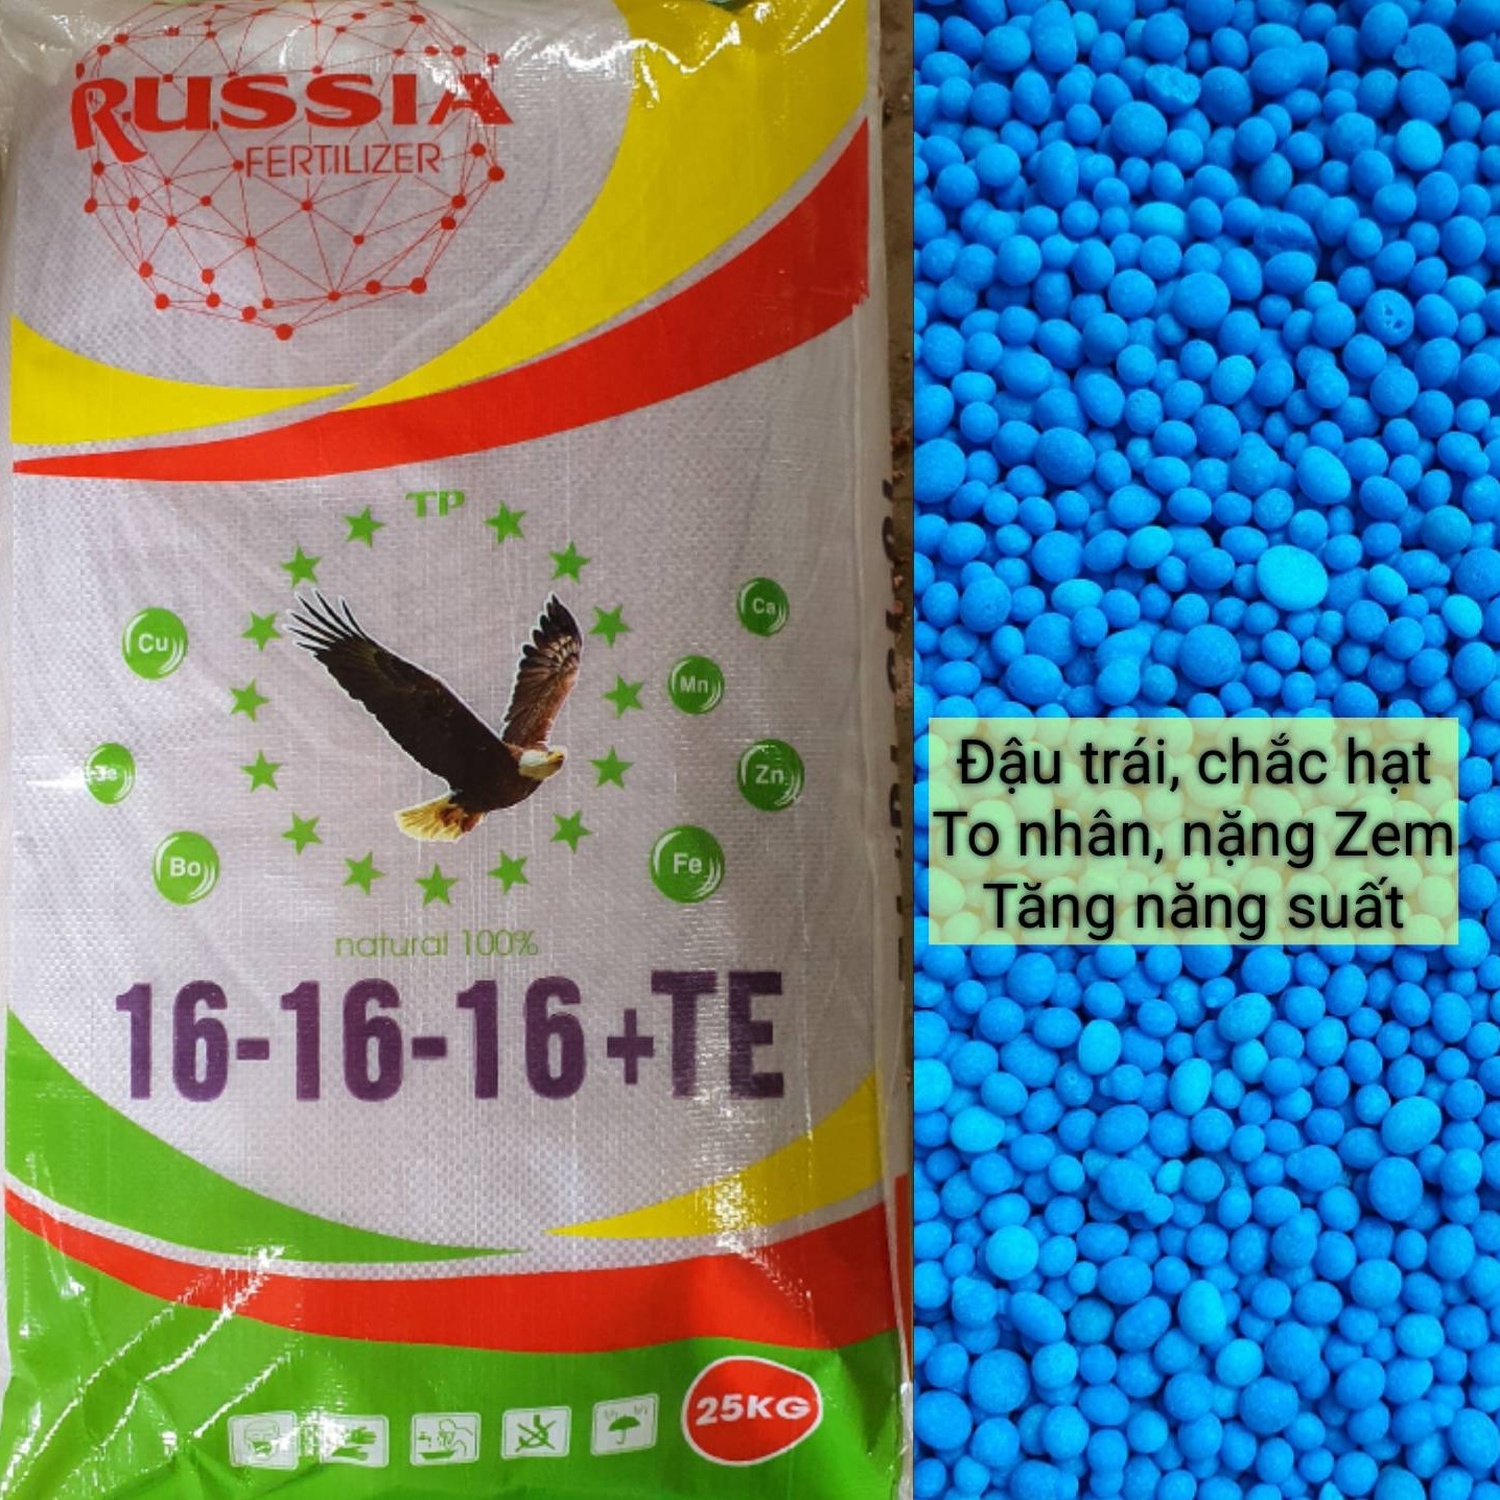 RUSSIA
FERTILIZER
TP
Cu
Ca
Mn
Zn
Bo
Fe
natural 100%
16-16-16+TE
25KG
Đậu trái, chắc hạt
To nhân, nặng Zem
Tăng năng suất